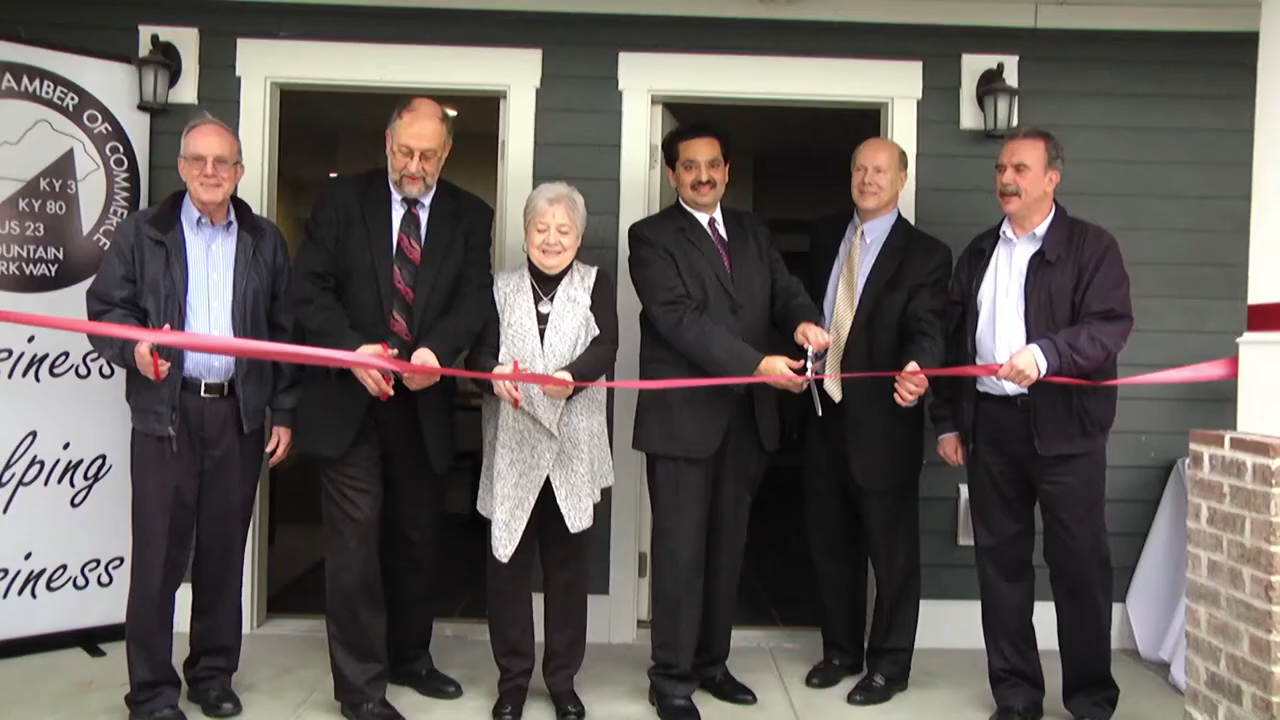 AMBER OF COMMERCE
KY 3
KY 80
US 23
OUNTAIN
RKWAY
siness
lping
siness